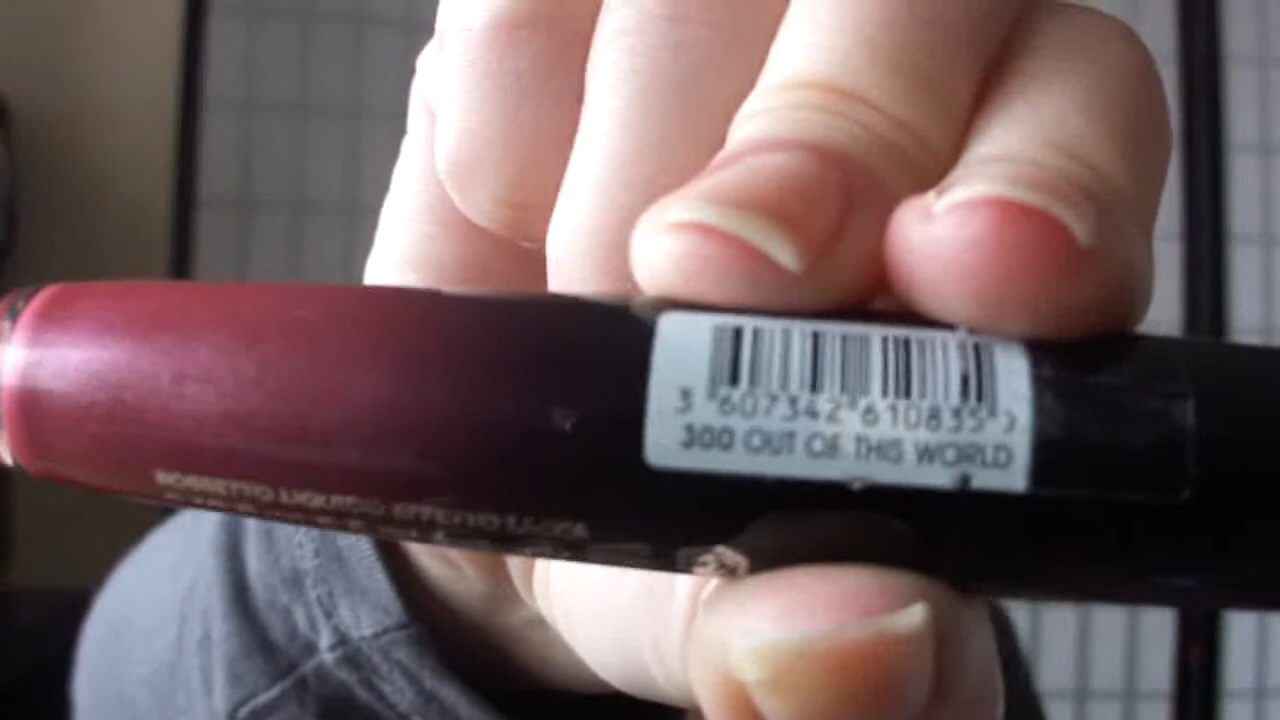 3 607342 610835 >
300 OUT OF THIS WORLD
ROSSETTO LIQUIDO EFFETTO LACCA